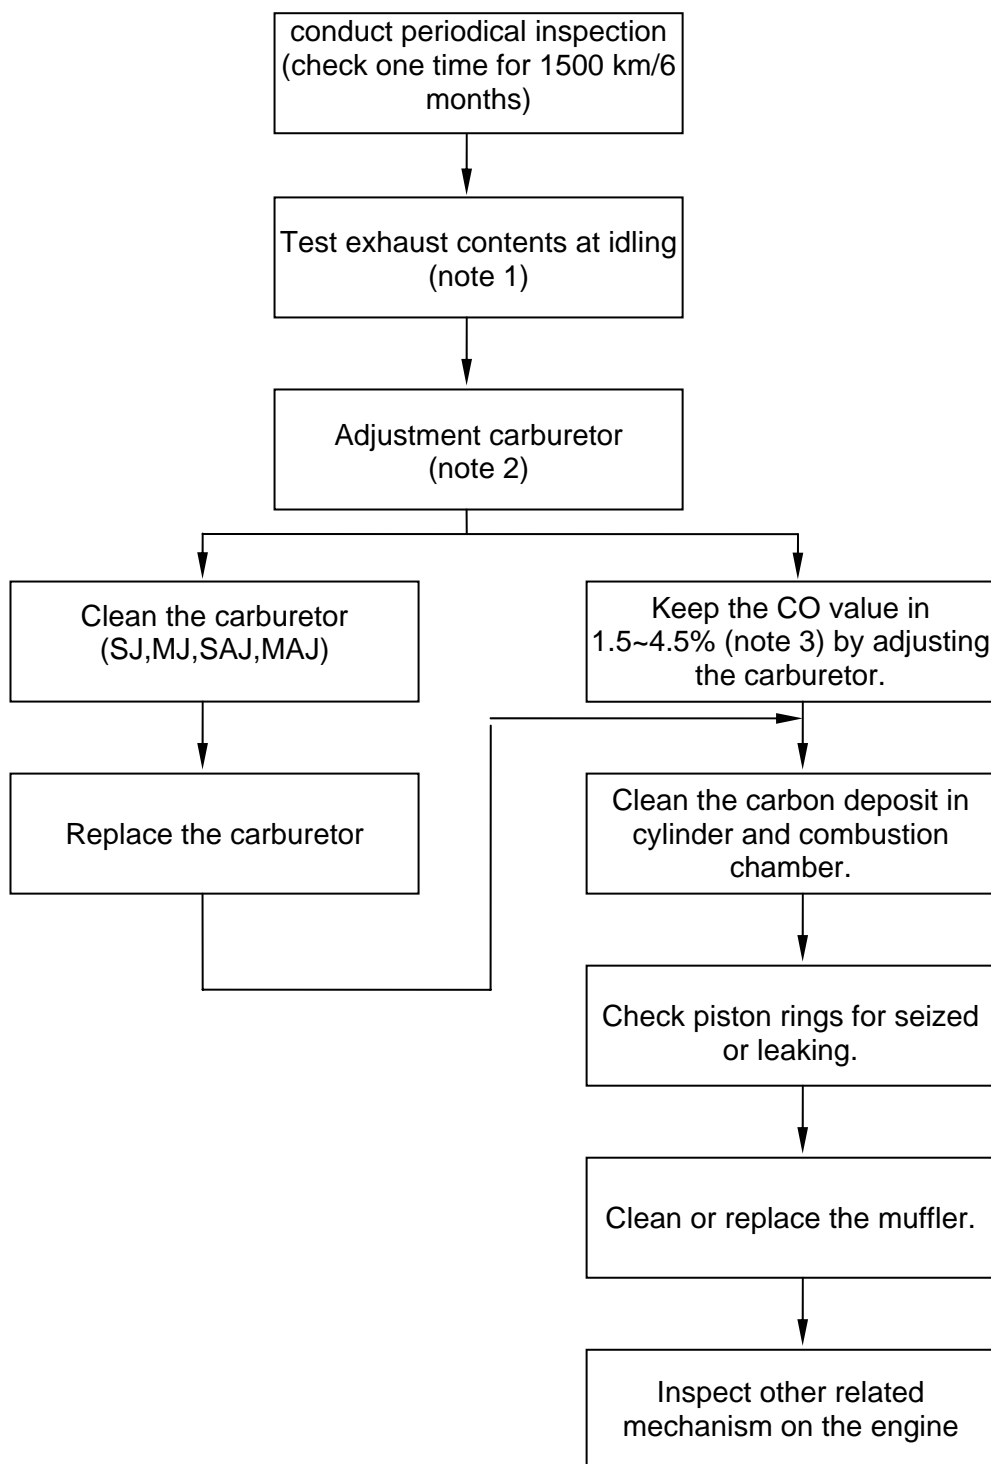 conduct periodical inspection
(check one time for 1500 km/6
months)
Test exhaust contents at idling
(note 1)
Adjustment carburetor
(note 2)
Clean the carburetor
(SJ,MJ,SAJ,MAJ)
Keep the CO value in
1.5~4.5% (note 3) by adjusting
the carburetor.
Replace the carburetor
Clean the carbon deposit in
cylinder and combustion
chamber.
Check piston rings for seized
or leaking.
Clean or replace the muffler.
Inspect other related
mechanism on the engine